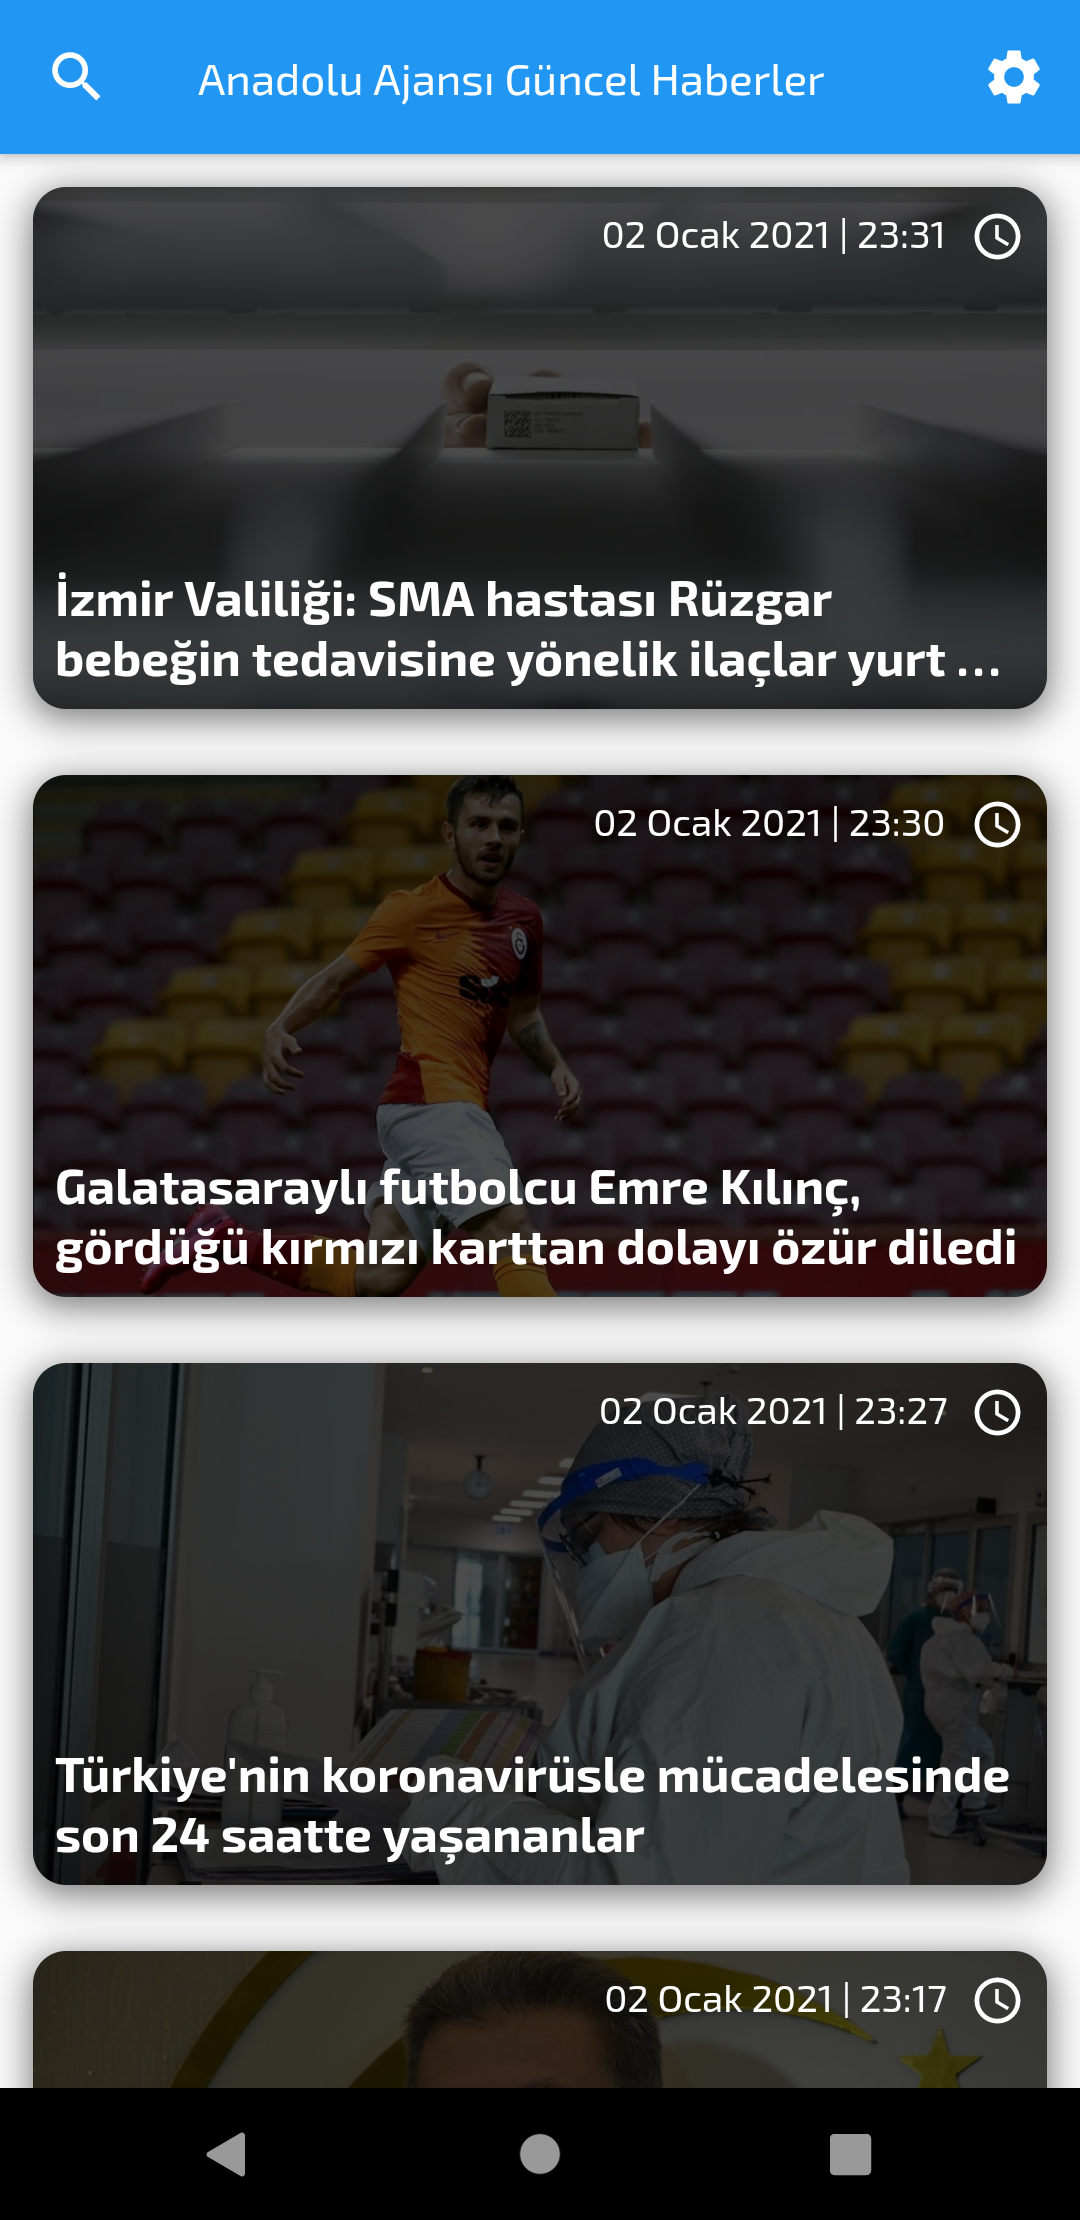 Anadolu Ajansı Güncel Haberler
02 Ocak 2021 | 23:31
İzmir Valiliği: SMA hastası Rüzgar
bebeğin tedavisine yönelik ilaçlar yurt …
02 Ocak 2021 | 23:30
Galatasaraylı futbolcu Emre Kılınç,
gördüğü kırmızı karttan dolayı özür diledi
02 Ocak 2021 | 23:27
Türkiye'nin koronavirüsle mücadelesinde
son 24 saatte yaşananlar
02 Ocak 2021 | 23:17